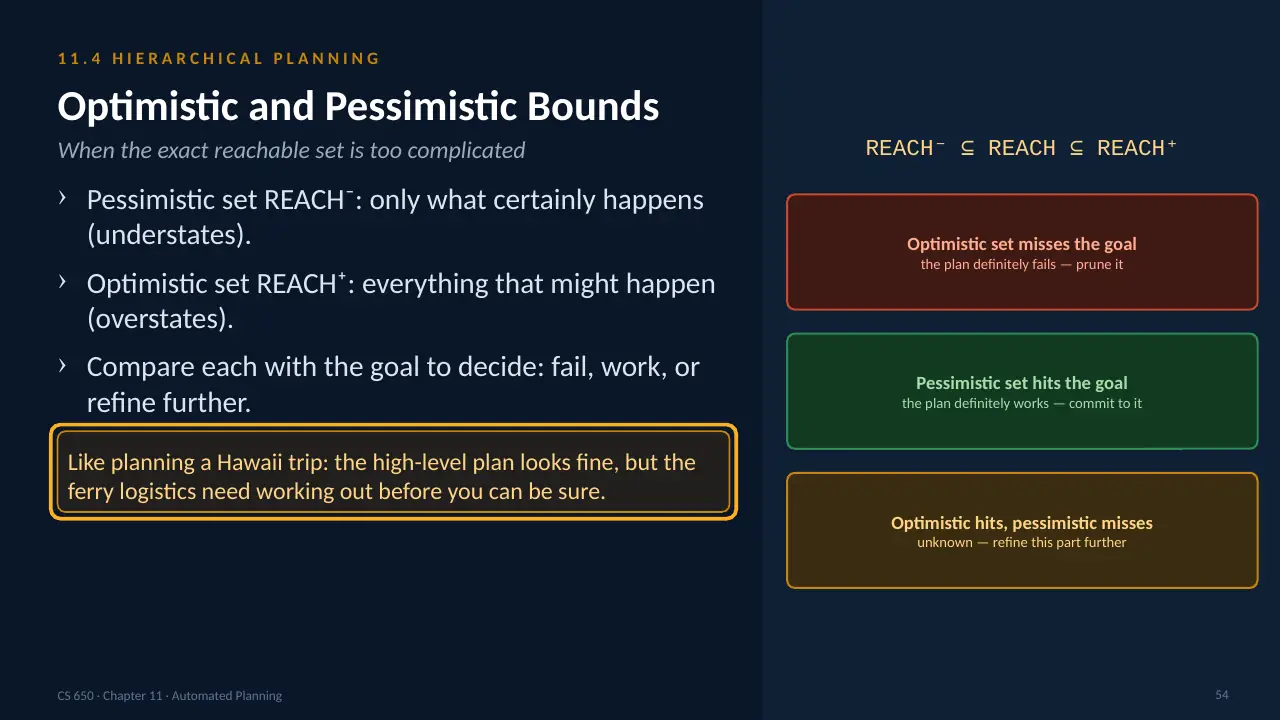 11.4 HIERARCHICAL PLANNING
Optimistic and Pessimistic Bounds
When the exact reachable set is too complicated
› Pessimistic set REACH⁻: only what certainly happens
(understates).
› Optimistic set REACH⁺: everything that might happen
(overstates).
› Compare each with the goal to decide: fail, work, or
refine further.
Like planning a Hawaii trip: the high-level plan looks fine, but the
ferry logistics need working out before you can be sure.
REACH⁻ ⊆ REACH ⊆ REACH⁺
Optimistic set misses the goal
the plan definitely fails — prune it
Pessimistic set hits the goal
the plan definitely works — commit to it
Optimistic hits, pessimistic misses
unknown — refine this part further
CS 650 · Chapter 11 · Automated Planning
54